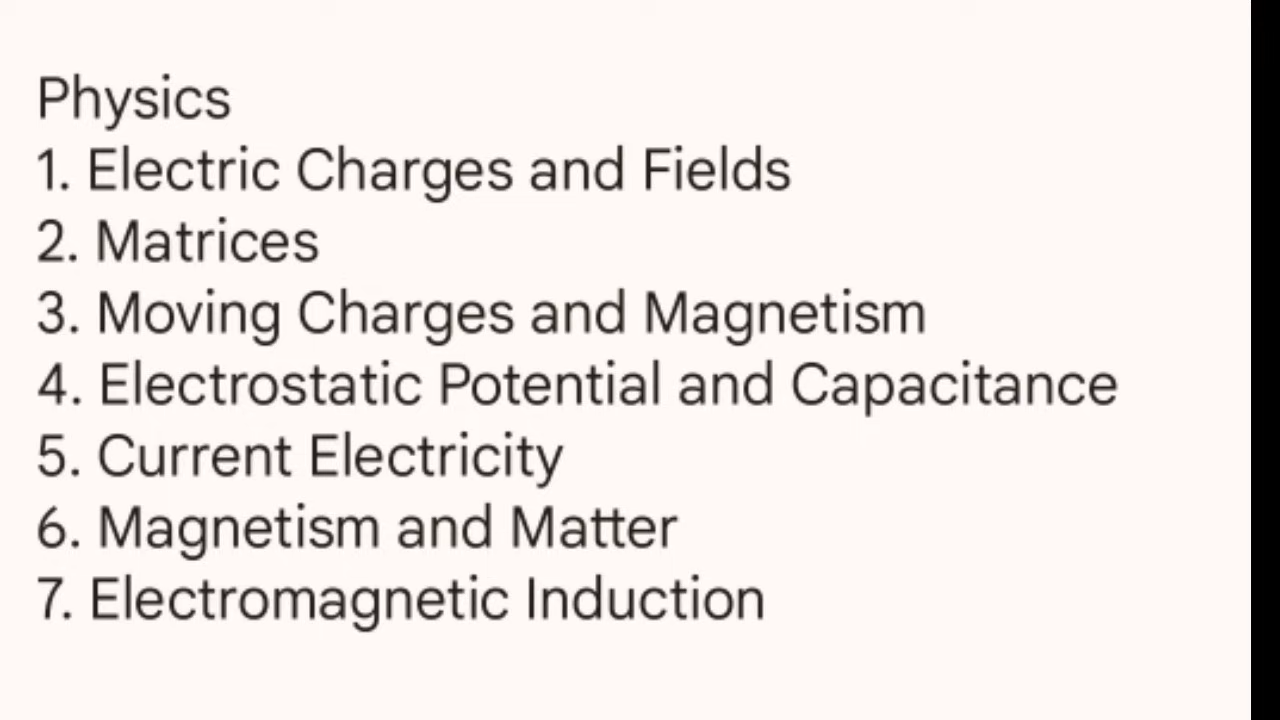 Physics
1. Electric Charges and Fields
2. Matrices
3. Moving Charges and Magnetism
4. Electrostatic Potential and Capacitance
5. Current Electricity
6. Magnetism and Matter
7. Electromagnetic Induction